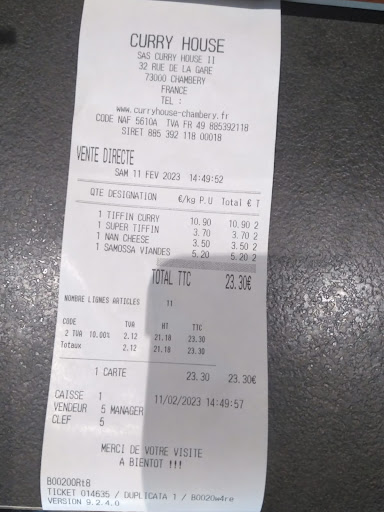 CURRY HOUSE
SAS CURRY HOUSE II
32 RUE DE LA GARE
73000 CHAMBERY
FRANCE
TEL :
www.curryhouse-chambery.fr
CODE NAF 5610A TVA FR 49 885392118
SIRET 885 392 118 00018
VENTE DIRECTE
SAM 11 FEV 2023 14:49:52
QTE DESIGNATION €/kg P.U Total € T
1 TIFFIN CURRY 10.90 10.90 2
1 SUPER TIFFIN 3.70 3.70 2
1 NAN CHEESE 3.50 3.50 2
1 SAMOSSA VIANDES 5.20 5.20 2
TOTAL TTC 23.30€
NOMBRE LIGNES ARTICLES 11
CODE TVA HT TTC
2 TVA 10.00% 2.12 21.18 23.30
Totaux 2.12 21.18 23.30
1 CARTE 23.30 23.30€
CAISSE 1 11/02/2023 14:49:57
VENDEUR 5 MANAGER
CLEF 5
MERCI DE VOTRE VISITE
A BIENTOT !!!
B00200Rt8
TICKET 014635 / DUPLICATA 1 / B0020w4re
VERSION 9.2.4.0